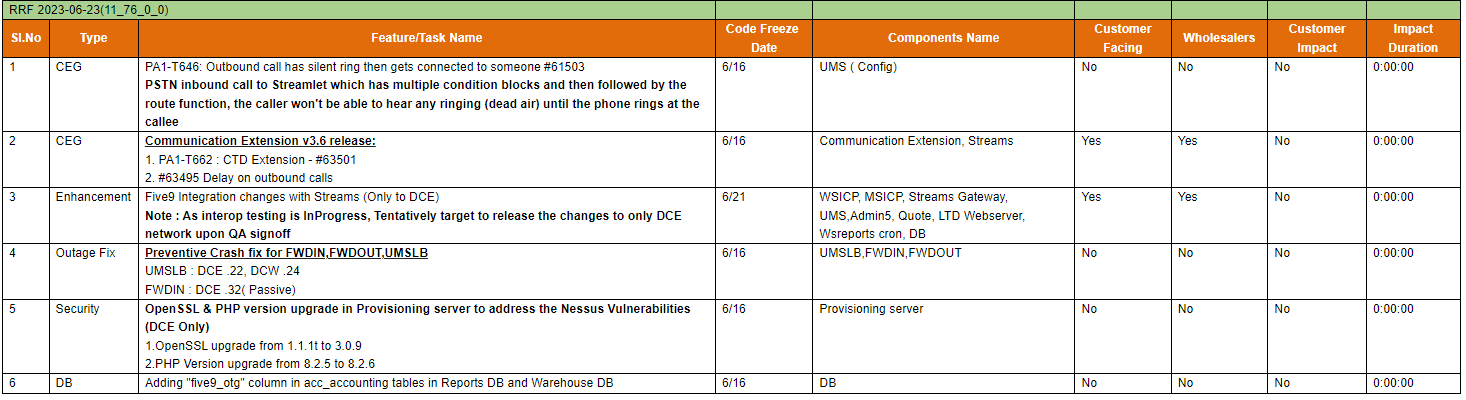 RRF 2023-06-23(11_76_0_0)
Sl.No Type Feature/Task Name Code Freeze Date Components Name Customer Facing Wholesalers Customer Impact Impact Duration
1 CEG PA1-T646: Outbound call has silent ring then gets connected to someone #61503 6/16 UMS ( Config) No No No 0:00:00
PSTN inbound call to Streamlet which has multiple condition blocks and then followed by the
route function, the caller won't be able to hear any ringing (dead air) until the phone rings at the
callee
2 CEG Communication Extension v3.6 release: 6/16 Communication Extension, Streams Yes Yes No 0:00:00
1. PA1-T662 : CTD Extension - #63501
2. #63495 Delay on outbound calls
3 Enhancement Five9 Integration changes with Streams (Only to DCE) 6/21 WSICP, MSICP, Streams Gateway, Yes Yes No 0:00:00
Note : As interop testing is InProgress, Tentatively target to release the changes to only DCE UMS,Admin5, Quote, LTD Webserver,
network upon QA signoff Wsreports cron, DB
4 Outage Fix Preventive Crash fix for FWDIN,FWDOUT,UMSLB 6/16 UMSLB,FWDIN,FWDOUT No No No 0:00:00
UMSLB : DCE .22, DCW .24
FWDIN : DCE .32( Passive)
5 Security OpenSSL & PHP version upgrade in Provisioning server to address the Nessus Vulnerabilities 6/16 Provisioning server No No No 0:00:00
(DCE Only)
1.OpenSSL upgrade from 1.1.1t to 3.0.9
2.PHP Version upgrade from 8.2.5 to 8.2.6
6 DB Adding "five9_otg" column in acc_accounting tables in Reports DB and Warehouse DB 6/16 DB No No No 0:00:00